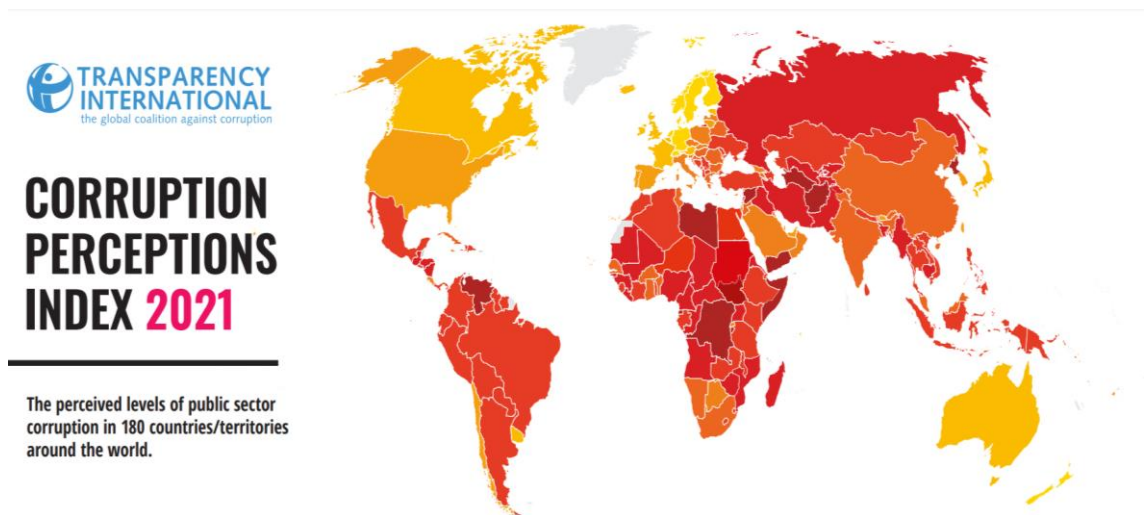 TRANSPARENCY
INTERNATIONAL
the global coalition against corruption
CORRUPTION
PERCEPTIONS
INDEX 2021
The perceived levels of public sector
corruption in 180 countries/territories
around the world.